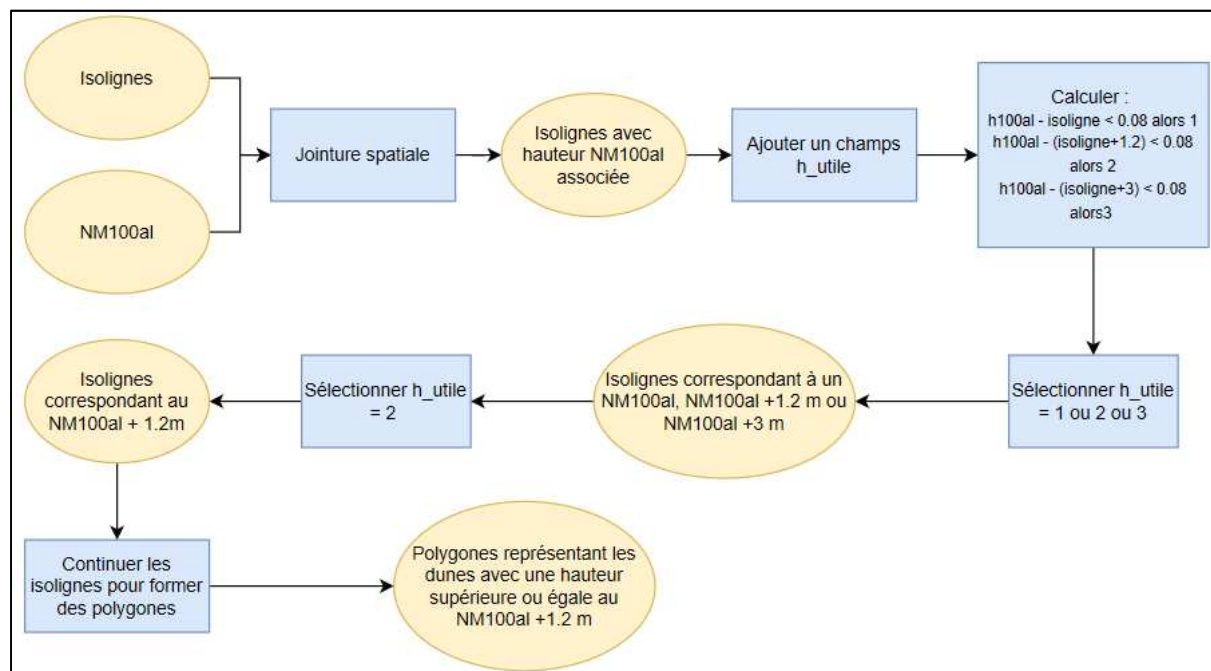 Isolignes
NM100al
Jointure spatiale
Isolignes avec
hauteur NM100al
associée
Ajouter un champs
h_utile
Calculer :
h100al - isoligne < 0.08 alors 1
h100al - (isoligne+1.2) < 0.08
alors 2
h100al - (isoligne+3) < 0.08
alors3
Sélectionner h_utile
= 1 ou 2 ou 3
Isolignes correspondant à un
NM100al, NM100al +1.2 m ou
NM100al +3 m
Sélectionner h_utile
= 2
Isolignes
correspondant au
NM100al + 1.2m
Continuer les
isolignes pour former
des polygones
Polygones représentant les
dunes avec une hauteur
supérieure ou égale au
NM100al +1.2 m